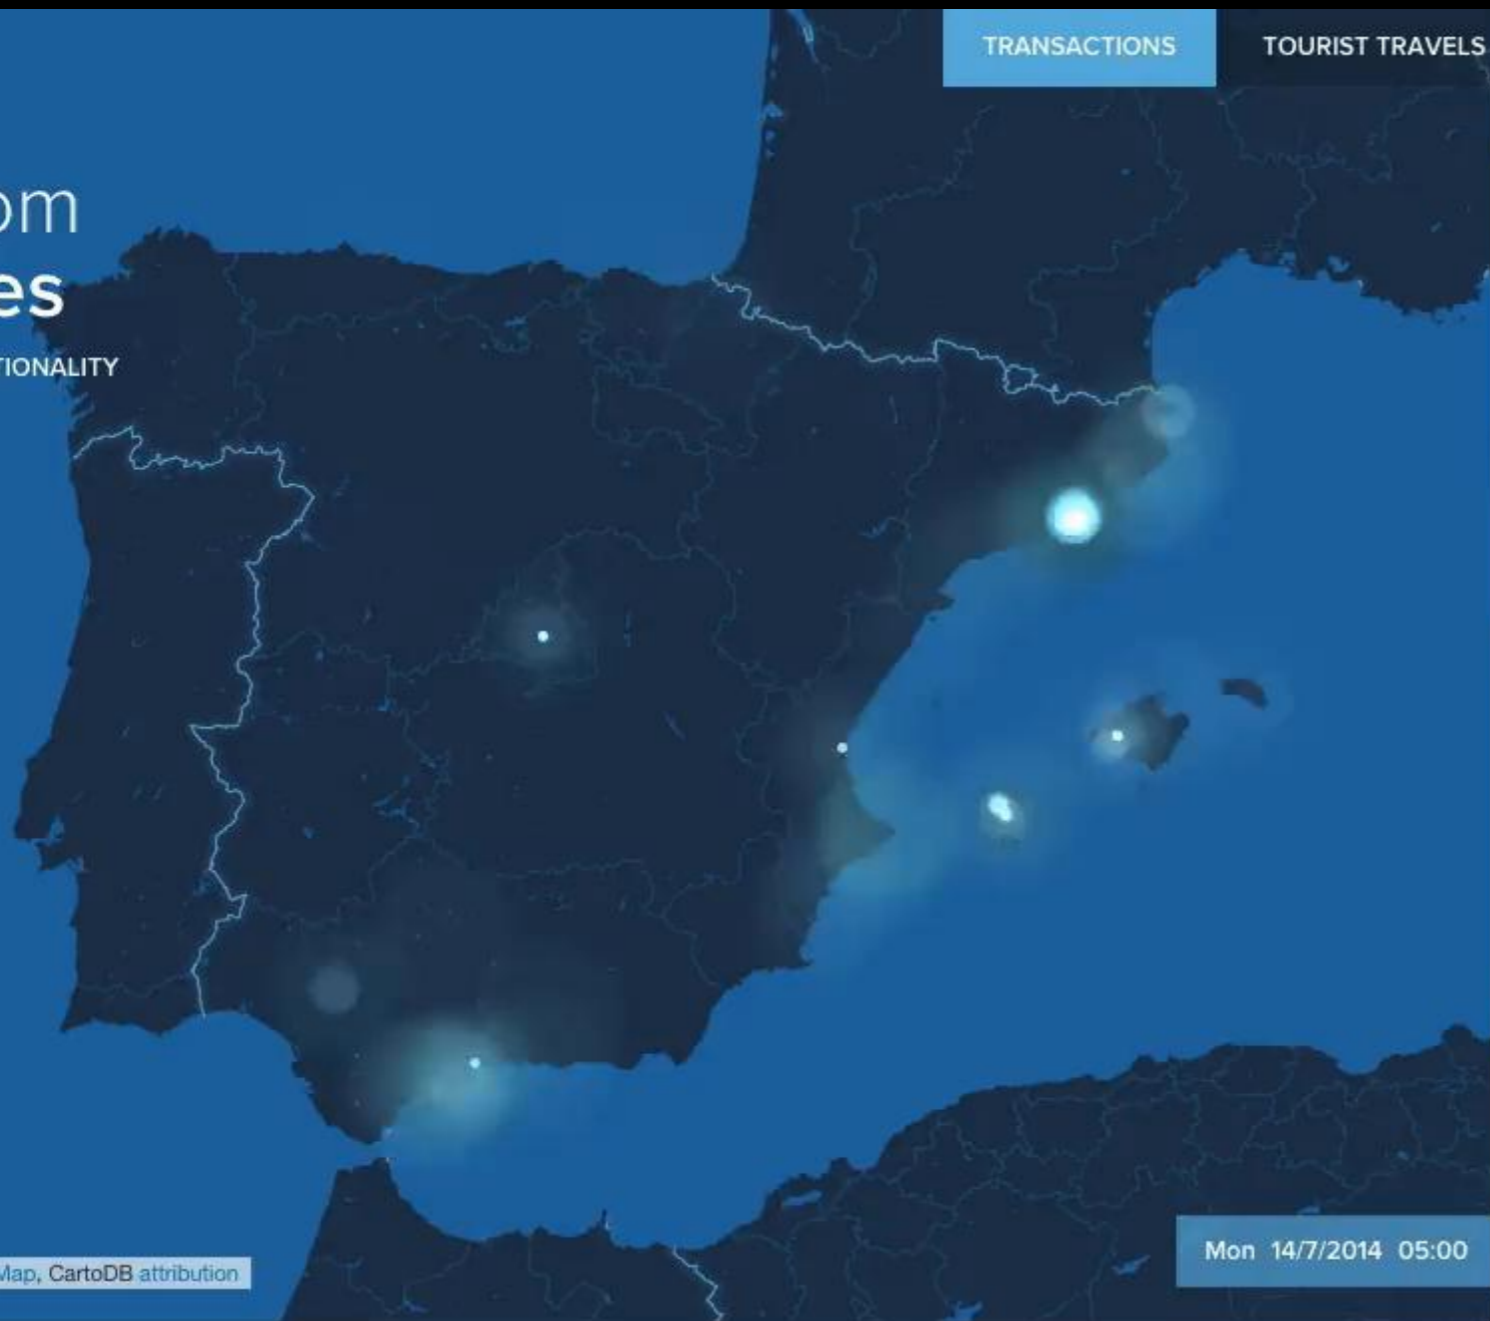 TRANSACTIONS TOURIST TRAVELS
om
es
TIONALITY
Mon 14/7/2014 05:00
Map, CartoDB attribution